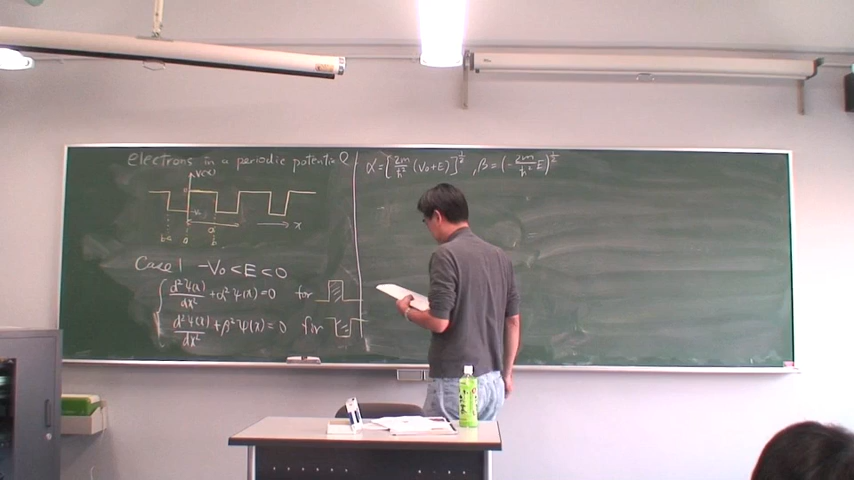 Electrons in a periodic potential
V(x)
x
Case 1 -V₀ < E < 0
d²ψ(x)/dx² + α²ψ(x) = 0 for
d²ψ(x)/dx² + β²ψ(x) = 0 for
α = [2m/ħ² (V₀+E)]^½ , β = (-2m/ħ² E)^½